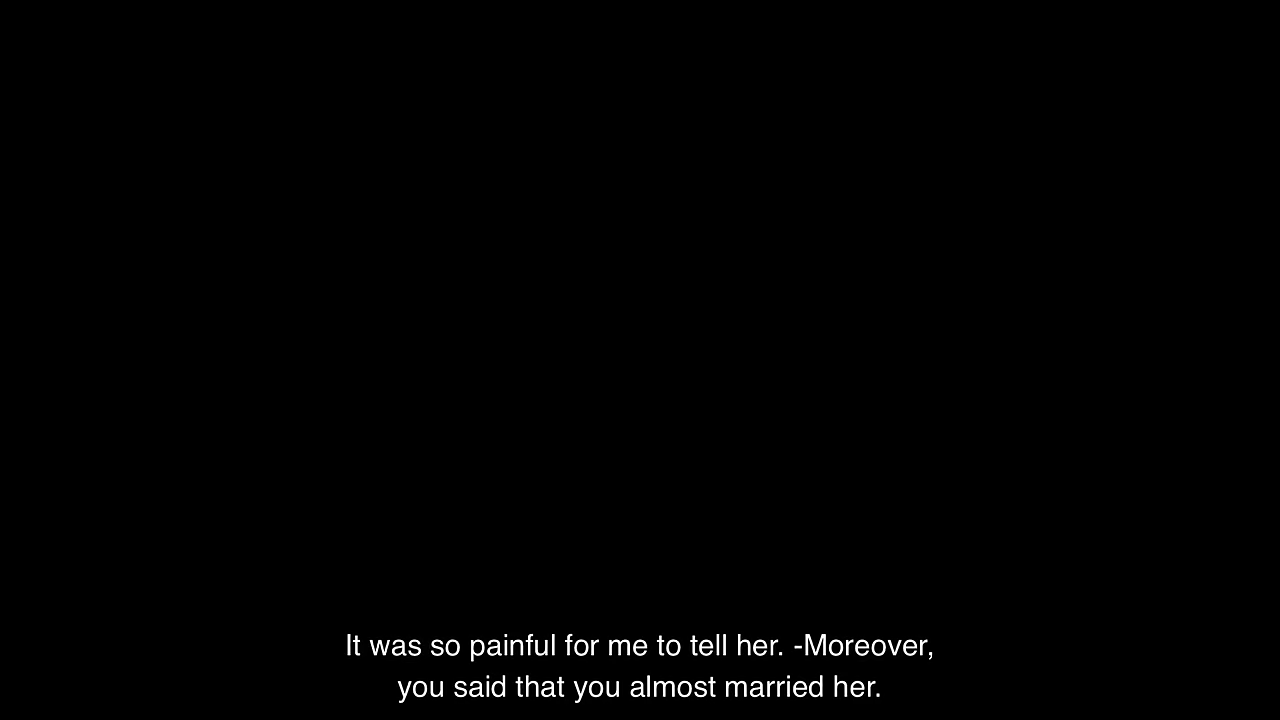 It was so painful for me to tell her. -Moreover,
you said that you almost married her.